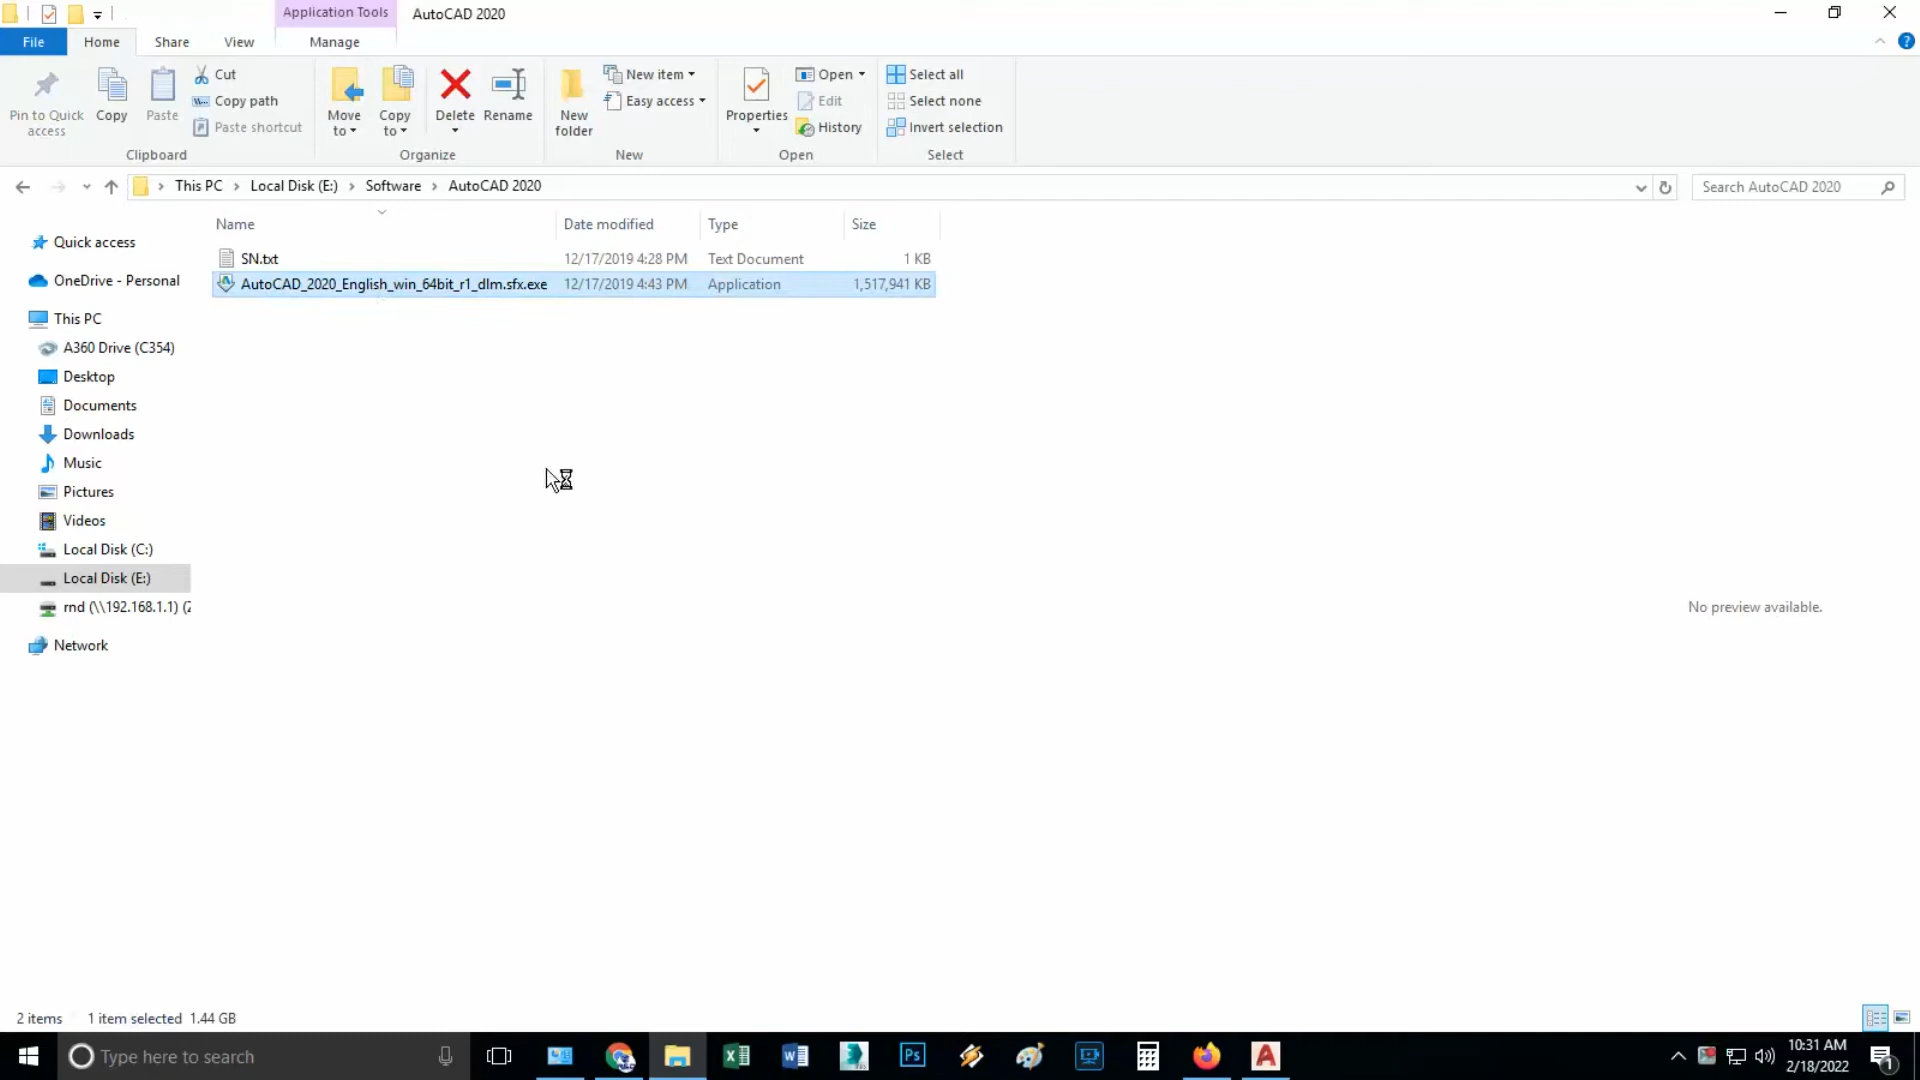 Application Tools
AutoCAD 2020
File
Home
Share
View
Manage
Pin to Quick access
Copy
Paste
Cut
Copy path
Paste shortcut
Move to
Copy to
Delete
Rename
New folder
New item
Easy access
Properties
Open
Edit
History
Select all
Select none
Invert selection
Clipboard
Organize
New
Open
Select
This PC > Local Disk (E:) > Software > AutoCAD 2020
Search AutoCAD 2020
Name
Date modified
Type
Size
SN.txt 12/17/2019 4:28 PM Text Document 1 KB
AutoCAD_2020_English_win_64bit_r1_dlm.sfx.exe 12/17/2019 4:43 PM Application 1,517,941 KB
Quick access
OneDrive - Personal
This PC
A360 Drive (C354)
Desktop
Documents
Downloads
Music
Pictures
Videos
Local Disk (C:)
Local Disk (E:)
rnd (\\192.168.1.1) (Z
Network
No preview available.
2 items 1 item selected 1.44 GB
Type here to search
Ps
10:31 AM
2/18/2022
1